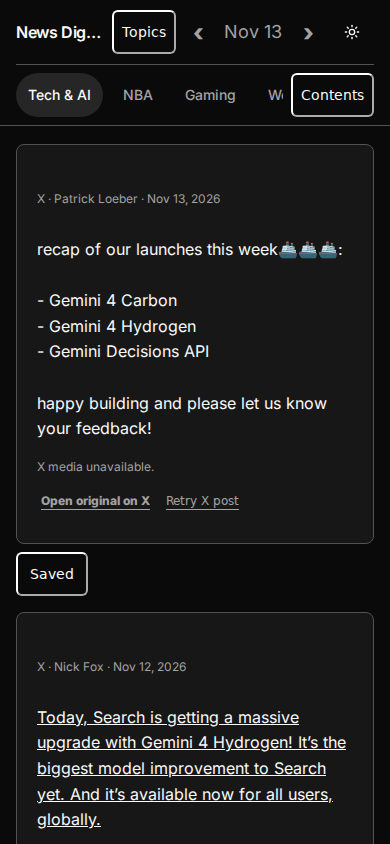 News Dig...
Topics
‹
Nov 13
›
Tech & AI
NBA
Gaming
Contents
X · Patrick Loeber · Nov 13, 2026
recap of our launches this week🚢🚢🚢:
- Gemini 4 Carbon
- Gemini 4 Hydrogen
- Gemini Decisions API
happy building and please let us know
your feedback!
X media unavailable.
Open original on X
Retry X post
Saved
X · Nick Fox · Nov 12, 2026
Today, Search is getting a massive
upgrade with Gemini 4 Hydrogen! It’s the
biggest model improvement to Search
yet. And it’s available now for all users,
globally.